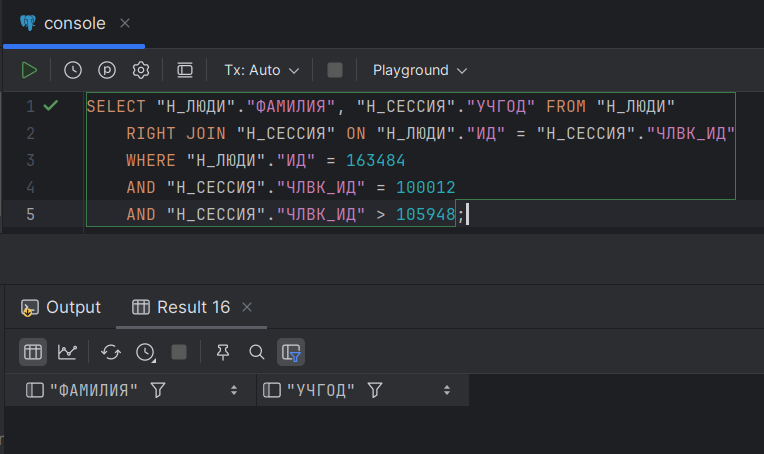 console
Tx: Auto
Playground
1 SELECT "Н_ЛЮДИ"."ФАМИЛИЯ", "Н_СЕССИЯ"."УЧГОД" FROM "Н_ЛЮДИ"
2 RIGHT JOIN "Н_СЕССИЯ" ON "Н_ЛЮДИ"."ИД" = "Н_СЕССИЯ"."ЧЛВК_ИД"
3 WHERE "Н_ЛЮДИ"."ИД" = 163484
4 AND "Н_СЕССИЯ"."ЧЛВК_ИД" = 100012
5 AND "Н_СЕССИЯ"."ЧЛВК_ИД" > 105948;
Output Result 16
"ФАМИЛИЯ" "УЧГОД"